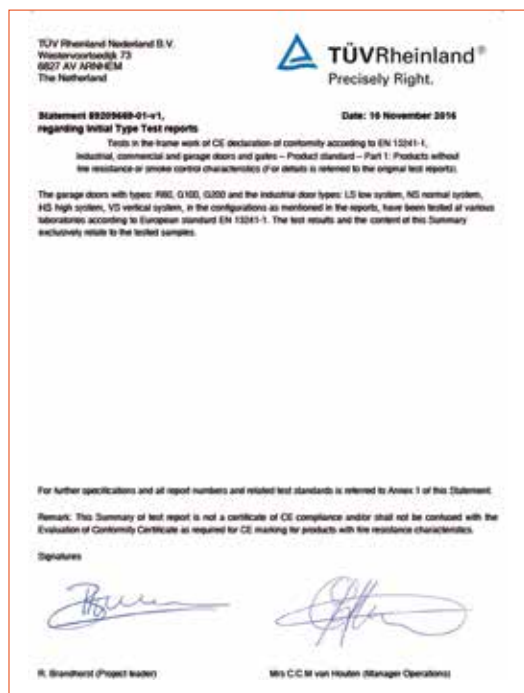 TÜV Rheinland Nederland B.V.
Westervoortsedijk 73
6827 AV ARNHEM
The Netherland
TÜVRheinland®
Precisely Right.
Statement 89209669-01-v1,
regarding Initial Type Test reports
Date: 10 November 2016
Tests in the frame work of CE declaration of conformity according to EN 13241-1,
Industrial, commercial and garage doors and gates – Product standard – Part 1: Products without
fire resistance or smoke control characteristics (For details is referred to the original test reports).
The garage doors with types: R60, G100, G200 and the industrial door types: LS low system, NS normal system,
HS high system, VS vertical system, in the configurations as mentioned in the reports, have been tested at various
laboratories according to European standard EN 13241-1. The test results and the content of this Summary
exclusively relate to the tested samples.
For further specifications and all report numbers and related test standards is referred to Annex 1 of this Statement
Remark: This Summary of test report is not a certificate of CE compliance and/or shall not be confused with the
Evaluation of Conformity Certificate as required for CE marking for products with fire resistance characteristics.
Signatures
R. Brandhorst (Project leader)
Mrs C.C.M van Houten (Manager Operations)